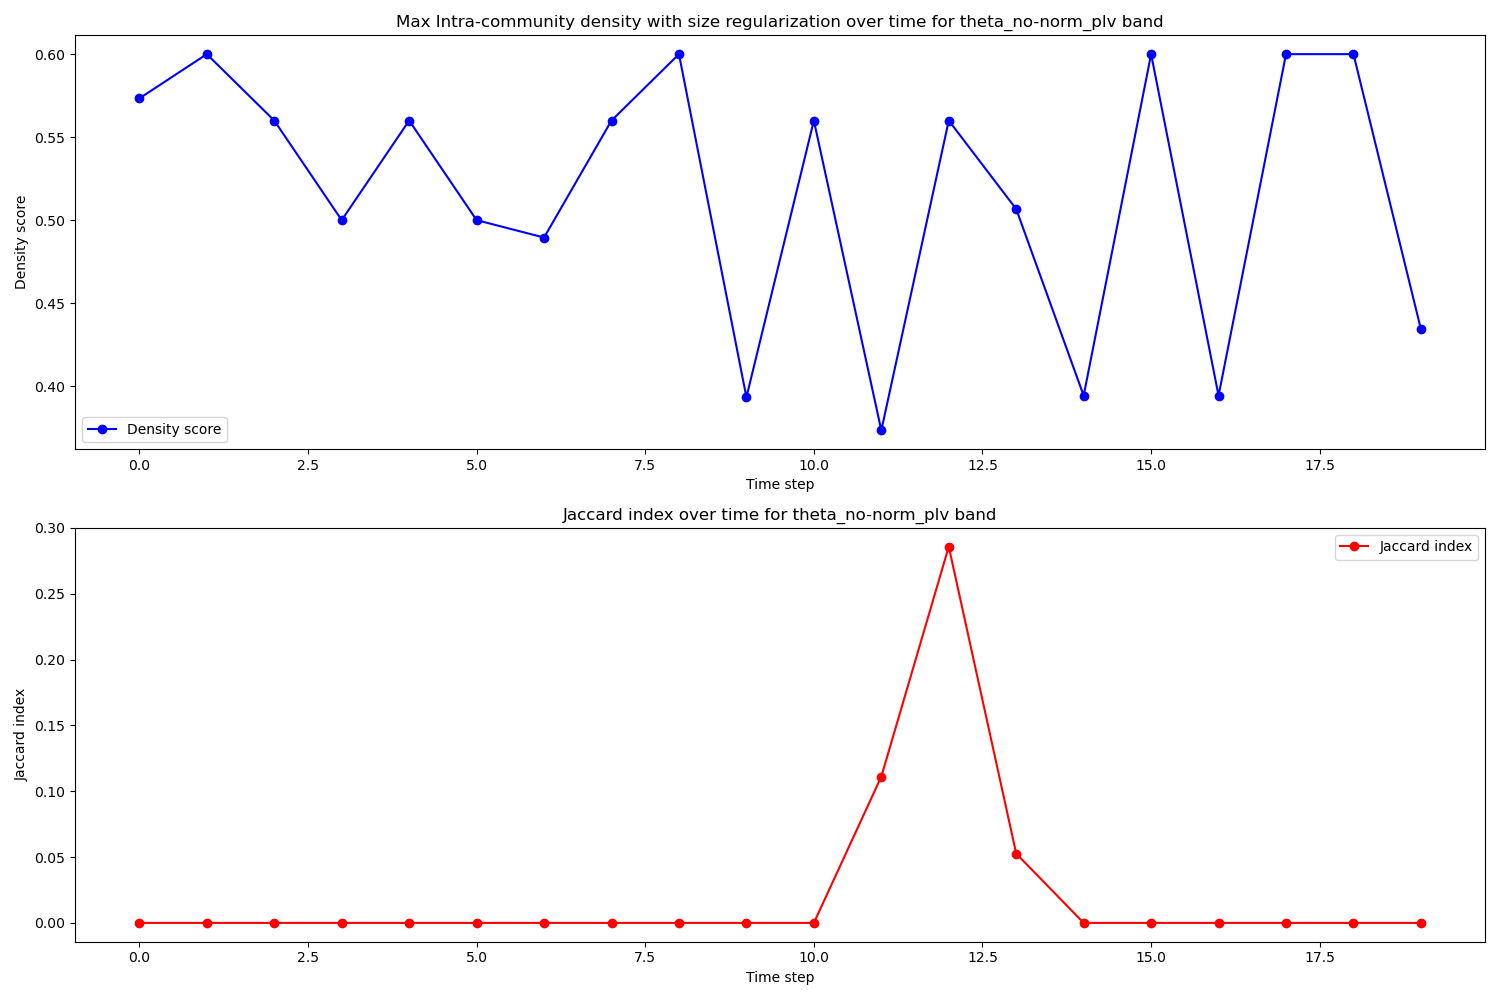 Max Intra-community density with size regularization over time for theta_no-norm_plv band
0.60
0.55
0.50
0.45
0.40
Density score
Density score
0.0 2.5 5.0 7.5 10.0 12.5 15.0 17.5
Time step
Jaccard index over time for theta_no-norm_plv band
0.30
0.25
0.20
0.15
0.10
0.05
0.00
Jaccard index
Jaccard index
0.0 2.5 5.0 7.5 10.0 12.5 15.0 17.5
Time step